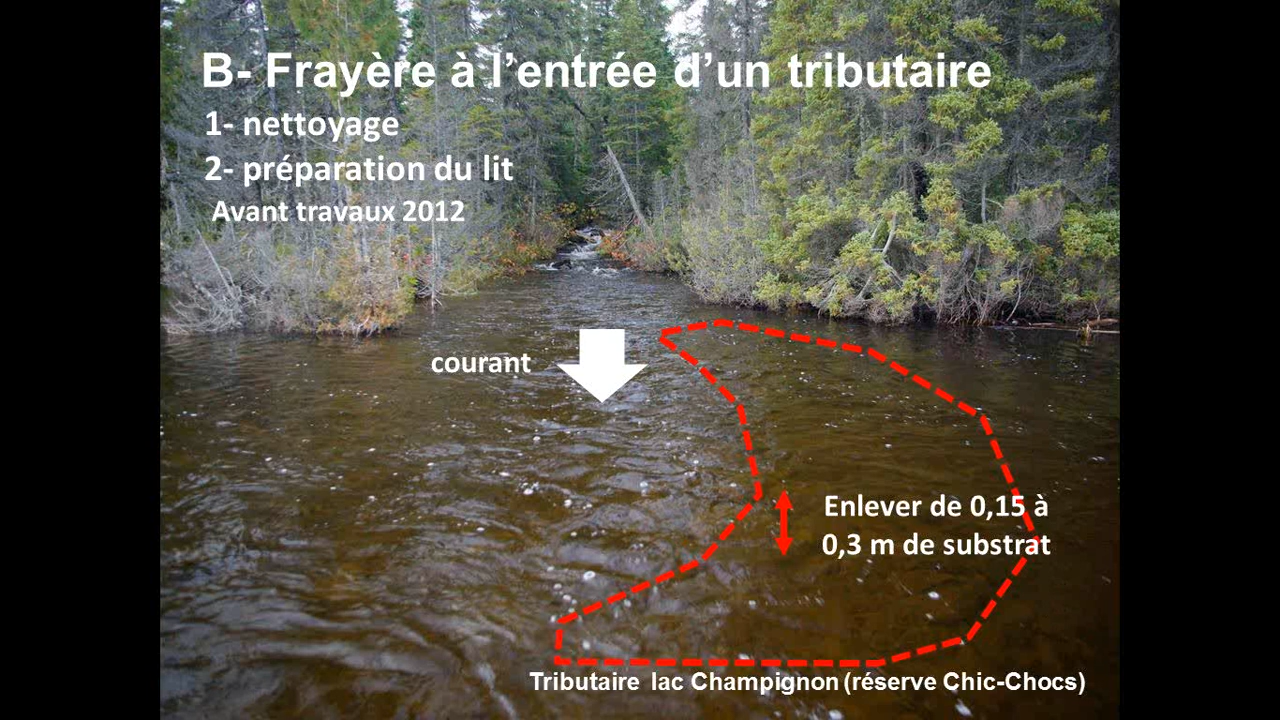 B- Frayère à l’entrée d’un tributaire
1- nettoyage
2- préparation du lit
Avant travaux 2012
courant
Enlever de 0,15 à
0,3 m de substrat
Tributaire lac Champignon (réserve Chic-Chocs)